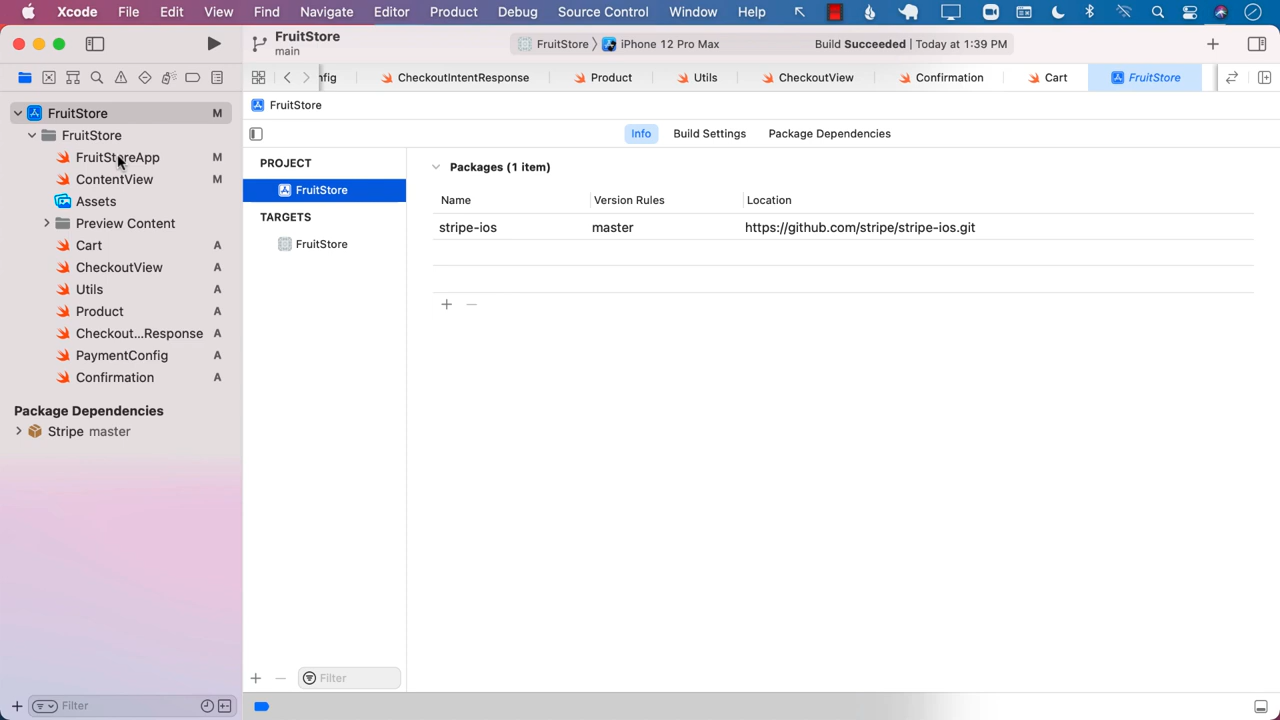 Xcode File Edit View Find Navigate Editor Product Debug Source Control Window Help
FruitStore
main
FruitStore 〉 iPhone 12 Pro Max
Build Succeeded | Today at 1:39 PM
nfig CheckoutIntentResponse Product Utils CheckoutView Confirmation Cart FruitStore
FruitStore M
FruitStore
FruitStoreApp M
ContentView M
Assets
Preview Content
Cart A
CheckoutView A
Utils A
Product A
Checkout...Response A
PaymentConfig A
Confirmation A
Package Dependencies
Stripe master
Filter
FruitStore
Info Build Settings Package Dependencies
PROJECT
FruitStore
TARGETS
FruitStore
Filter
Packages (1 item)
Name Version Rules Location
stripe-ios master https://github.com/stripe/stripe-ios.git